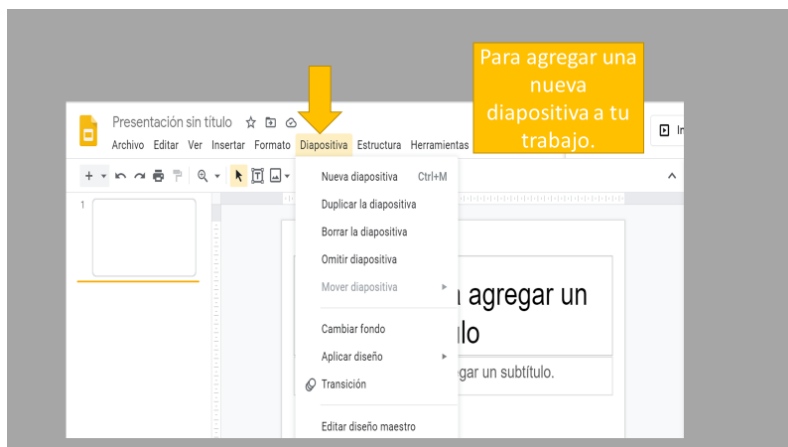 Para agregar una
nueva
diapositiva a tu
trabajo.
Presentación sin título
Archivo Editar Ver Insertar Formato Diapositiva Estructura Herramientas
1
Nueva diapositiva Ctrl+M
Duplicar la diapositiva
Borrar la diapositiva
Omitir diapositiva
Mover diapositiva
agregar un
Cambiar fondo
Aplicar diseño
un subtítulo.
Transición
Editar diseño maestro